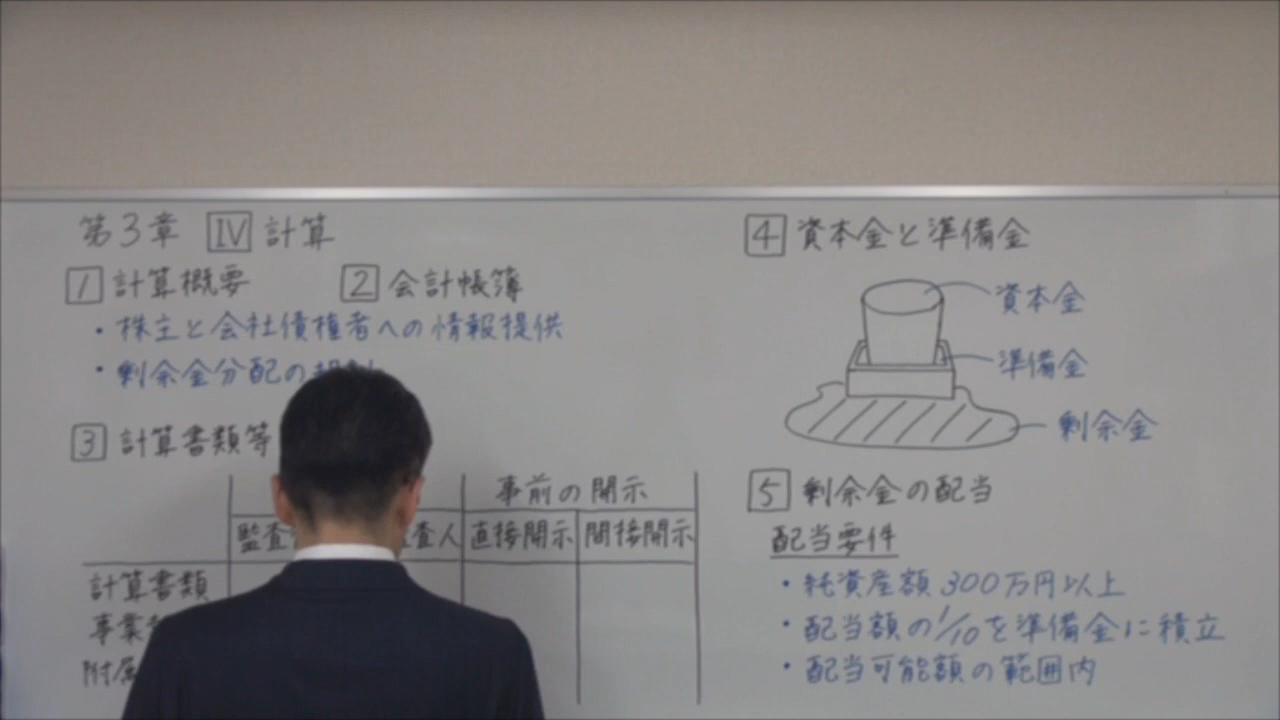 第3章 Ⅳ 計算
1 計算概要 2 会計帳簿
・株主と会社債権者への情報提供
・剰余金分配の規制
3 計算書類等
事前の開示
監査 査人 直接開示 間接開示
計算書類
事業
附属
4 資本金と準備金
資本金
準備金
剰余金
5 剰余金の配当
配当要件
・純資産額300万円以上
・配当額の1/10を準備金に積立
・配当可能額の範囲内